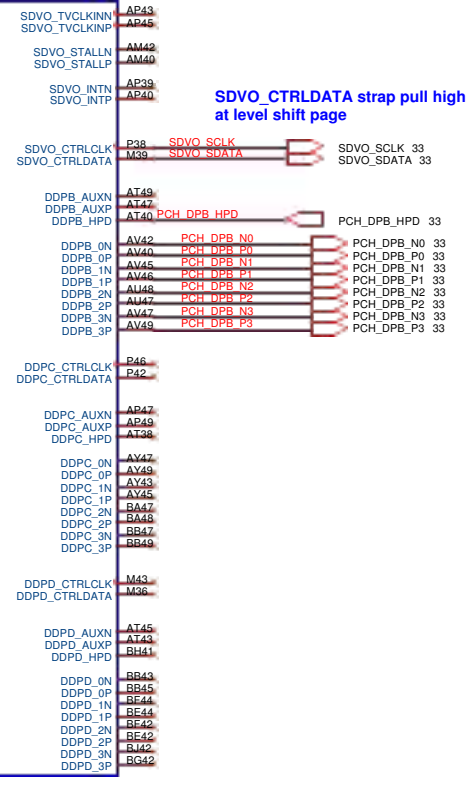 SDVO_TVCLKINN AP43
SDVO_TVCLKINP AP45
SDVO_STALLN AM42
SDVO_STALLP AM40
SDVO_INTN AP39
SDVO_INTP AP40
SDVO_CTRLDATA strap pull high
at level shift page
SDVO_CTRLCLK P38 SDVO_SCLK SDVO_SCLK 33
SDVO_CTRLDATA M39 SDVO_SDATA SDVO_SDATA 33
DDPB_AUXN AT49
DDPB_AUXP AT47
DDPB_HPD AT40 PCH_DPB_HPD PCH_DPB_HPD 33
DDPB_0N AV42 PCH_DPB_N0 PCH_DPB_N0 33
DDPB_0P AV40 PCH_DPB_P0 PCH_DPB_P0 33
DDPB_1N AV45 PCH_DPB_N1 PCH_DPB_N1 33
DDPB_1P AV46 PCH_DPB_P1 PCH_DPB_P1 33
DDPB_2N AU48 PCH_DPB_N2 PCH_DPB_N2 33
DDPB_2P AU47 PCH_DPB_P2 PCH_DPB_P2 33
DDPB_3N AV47 PCH_DPB_N3 PCH_DPB_N3 33
DDPB_3P AV49 PCH_DPB_P3 PCH_DPB_P3 33
DDPC_CTRLCLK P46
DDPC_CTRLDATA P42
DDPC_AUXN AP47
DDPC_AUXP AP49
DDPC_HPD AT38
DDPC_0N AY47
DDPC_0P AY49
DDPC_1N AY43
DDPC_1P AY45
DDPC_2N BA47
DDPC_2P BA48
DDPC_3N BB47
DDPC_3P BB49
DDPD_CTRLCLK M43
DDPD_CTRLDATA M36
DDPD_AUXN AT45
DDPD_AUXP AT43
DDPD_HPD BH41
DDPD_0N BB43
DDPD_0P BB45
DDPD_1N BF44
DDPD_1P BE44
DDPD_2N BF42
DDPD_2P BE42
DDPD_3N BJ42
DDPD_3P BG42